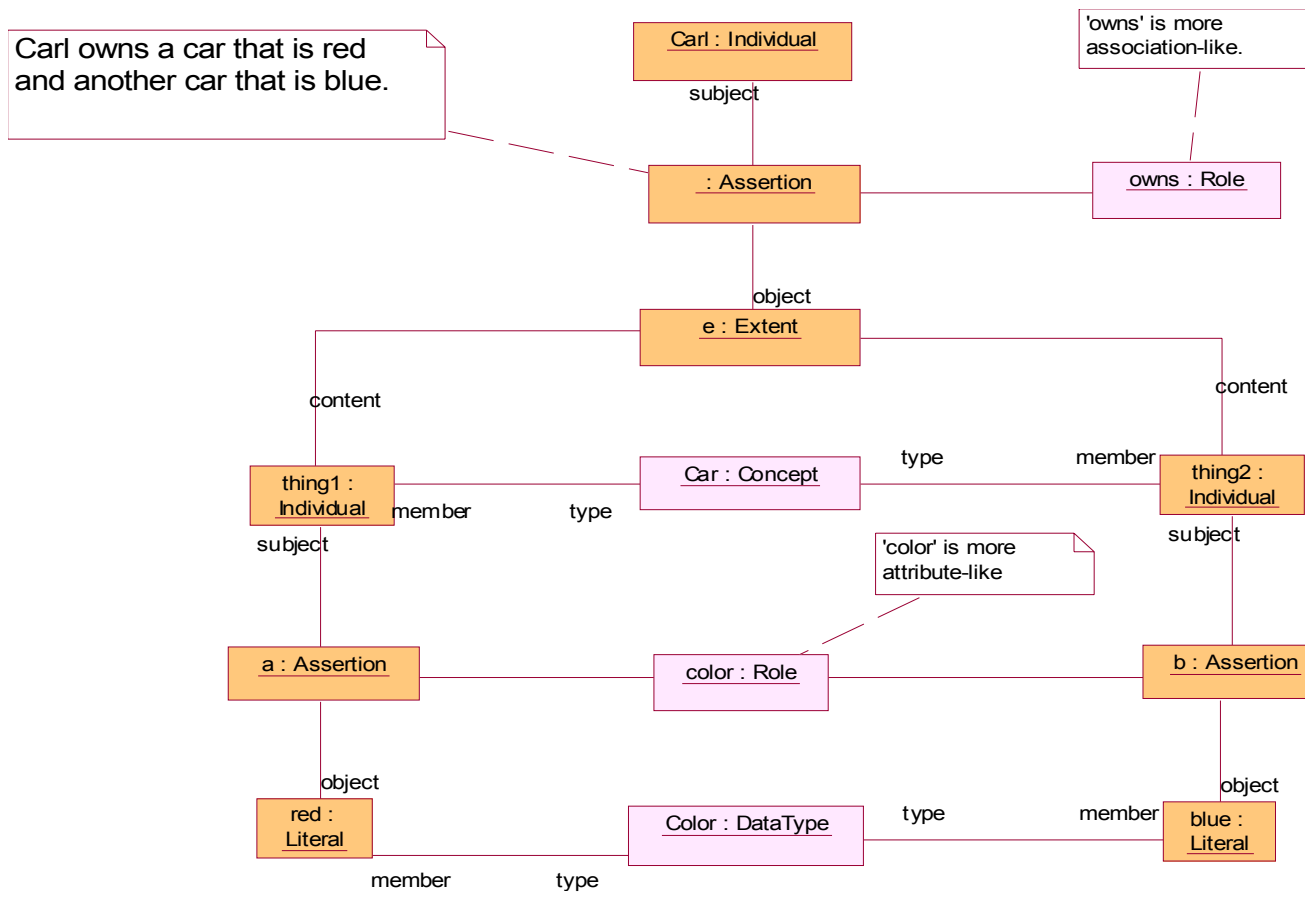 Carl owns a car that is red
and another car that is blue.
Carl : Individual
'owns' is more
association-like.
subject
: Assertion
owns : Role
object
e : Extent
content
content
thing1 :
Individual
member
type
Car : Concept
type
member
thing2 :
Individual
subject
subject
'color' is more
attribute-like
a : Assertion
color : Role
b : Assertion
object
object
red :
Literal
member
type
Color : DataType
type
member
blue :
Literal